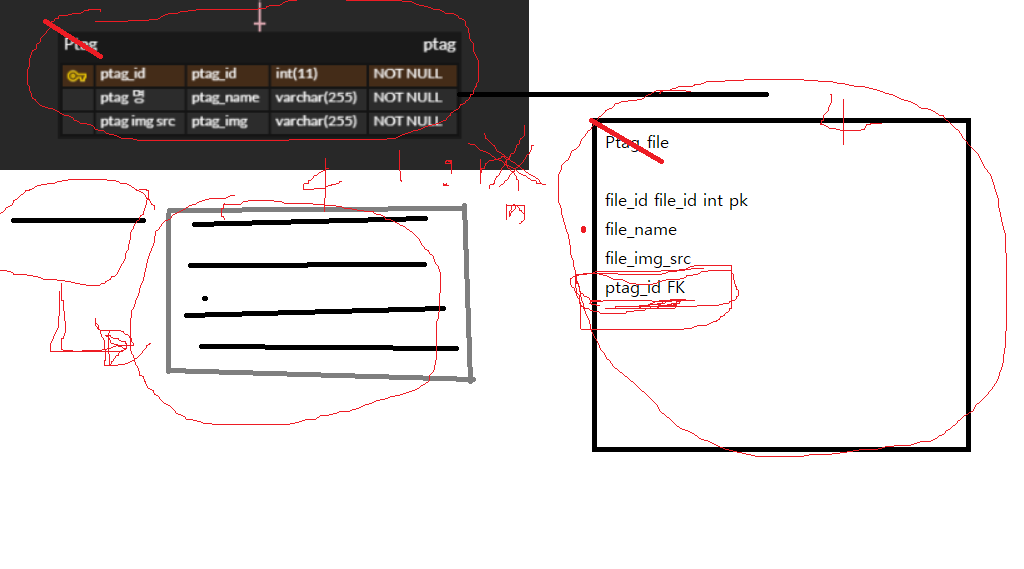 Ptag ptag
ptag_id ptag_id int(11) NOT NULL
ptag 명 ptag_name varchar(255) NOT NULL
ptag img src ptag_img varchar(255) NOT NULL
Ptag_file
file_id file_id int pk
file_name
file_img_src
ptag_id FK